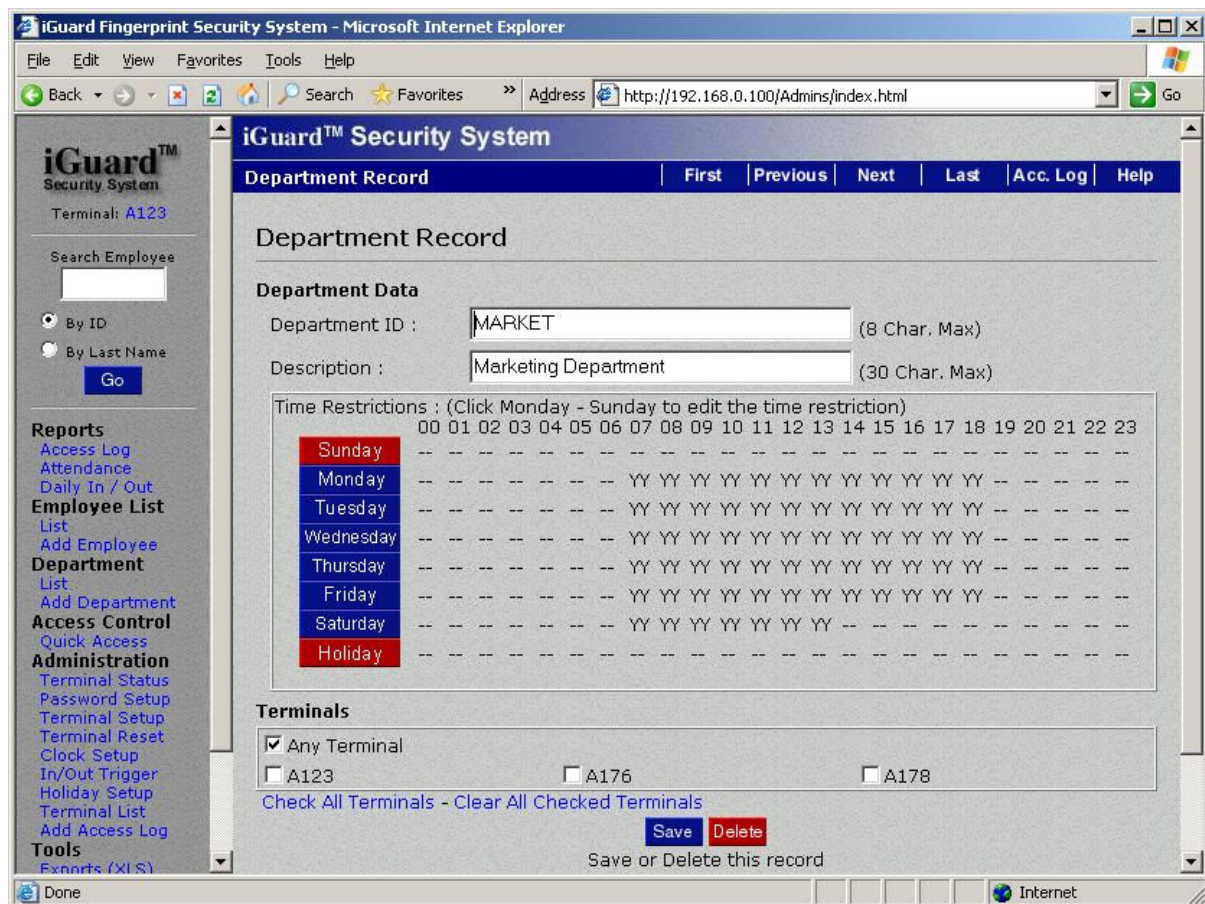 iGuard Fingerprint Security System - Microsoft Internet Explorer
File Edit View Favorites Tools Help
Back Search Favorites » Address http://192.168.0.100/Admins/index.html Go
iGuard™
Security System
Terminal: A123
Search Employee
By ID
By Last Name
Go
Reports
Access Log
Attendance
Daily In / Out
Employee List
List
Add Employee
Department
List
Add Department
Access Control
Quick Access
Administration
Terminal Status
Password Setup
Terminal Setup
Terminal Reset
Clock Setup
In/Out Trigger
Holiday Setup
Terminal List
Add Access Log
Tools
Exports (XLS)
iGuard™ Security System
Department Record | First | Previous | Next | Last | Acc. Log | Help
Department Record
Department Data
Department ID : MARKET (8 Char. Max)
Description : Marketing Department (30 Char. Max)
Time Restrictions : (Click Monday - Sunday to edit the time restriction)
00 01 02 03 04 05 06 07 08 09 10 11 12 13 14 15 16 17 18 19 20 21 22 23
Sunday -- -- -- -- -- -- -- -- -- -- -- -- -- -- -- -- -- -- -- -- -- -- -- --
Monday -- -- -- -- -- -- -- YY YY YY YY YY YY YY YY YY YY YY YY -- -- -- -- --
Tuesday -- -- -- -- -- -- -- YY YY YY YY YY YY YY YY YY YY YY YY -- -- -- -- --
Wednesday -- -- -- -- -- -- -- YY YY YY YY YY YY YY YY YY YY YY YY -- -- -- -- --
Thursday -- -- -- -- -- -- -- YY YY YY YY YY YY YY YY YY YY YY YY -- -- -- -- --
Friday -- -- -- -- -- -- -- YY YY YY YY YY YY YY YY YY YY YY YY -- -- -- -- --
Saturday -- -- -- -- -- -- -- YY YY YY YY YY YY YY -- -- -- -- -- -- -- -- -- --
Holiday -- -- -- -- -- -- -- -- -- -- -- -- -- -- -- -- -- -- -- -- -- -- -- --
Terminals
Any Terminal
A123 A176 A178
Check All Terminals - Clear All Checked Terminals
Save Delete
Save or Delete this record
Done Internet